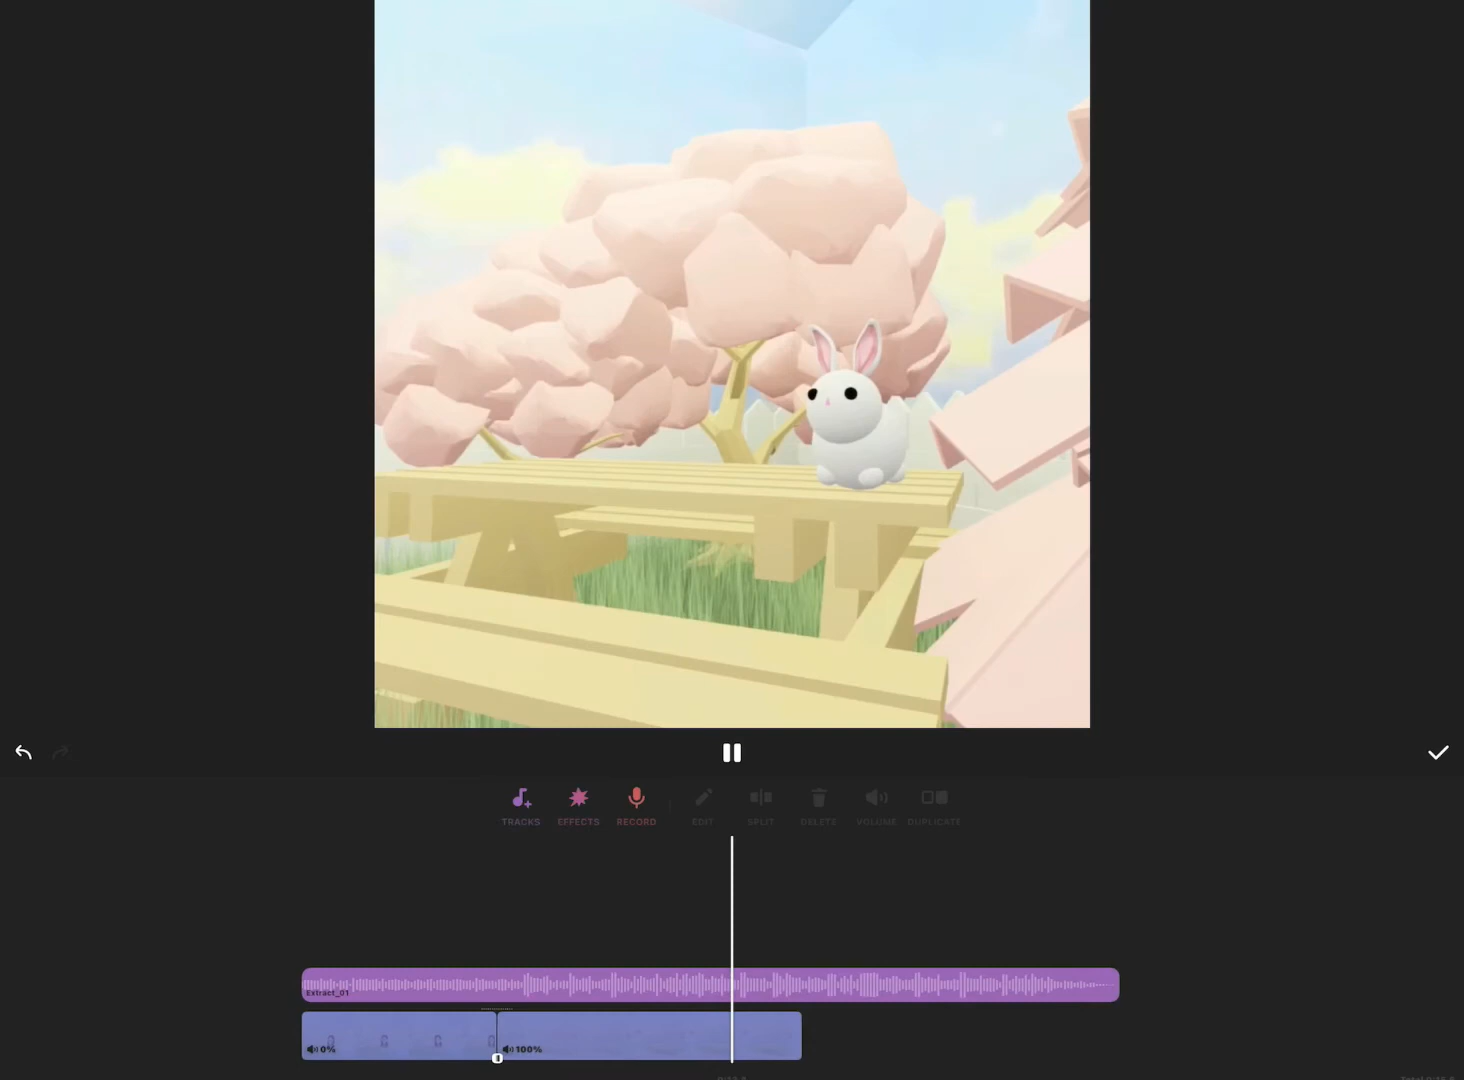 TRACKS EFFECTS RECORD EDIT SPLIT DELETE VOLUME DUPLICATE
Extract_01
0% 100%